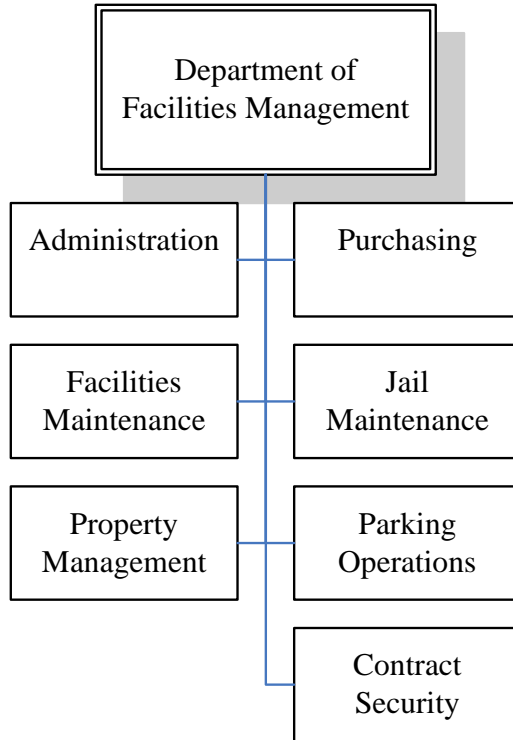 Department of
Facilities Management
Administration
Purchasing
Facilities
Maintenance
Jail
Maintenance
Property
Management
Parking
Operations
Contract
Security